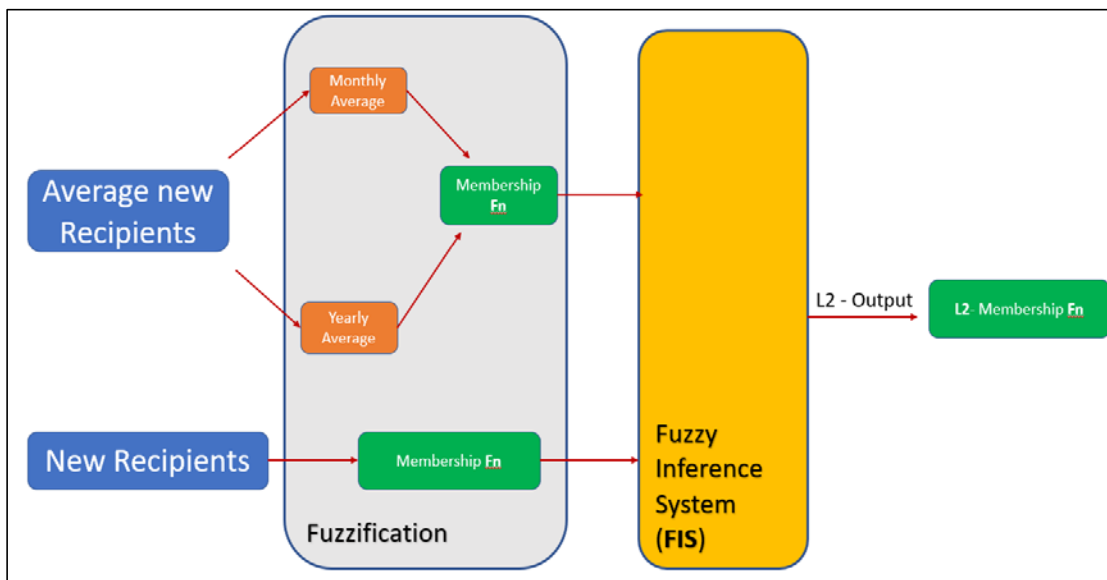 Monthly
Average
Average new
Recipients
Membership
Fn
Yearly
Average
L2 - Output
L2- Membership Fn
New Recipients
Membership Fn
Fuzzification
Fuzzy
Inference
System
(FIS)